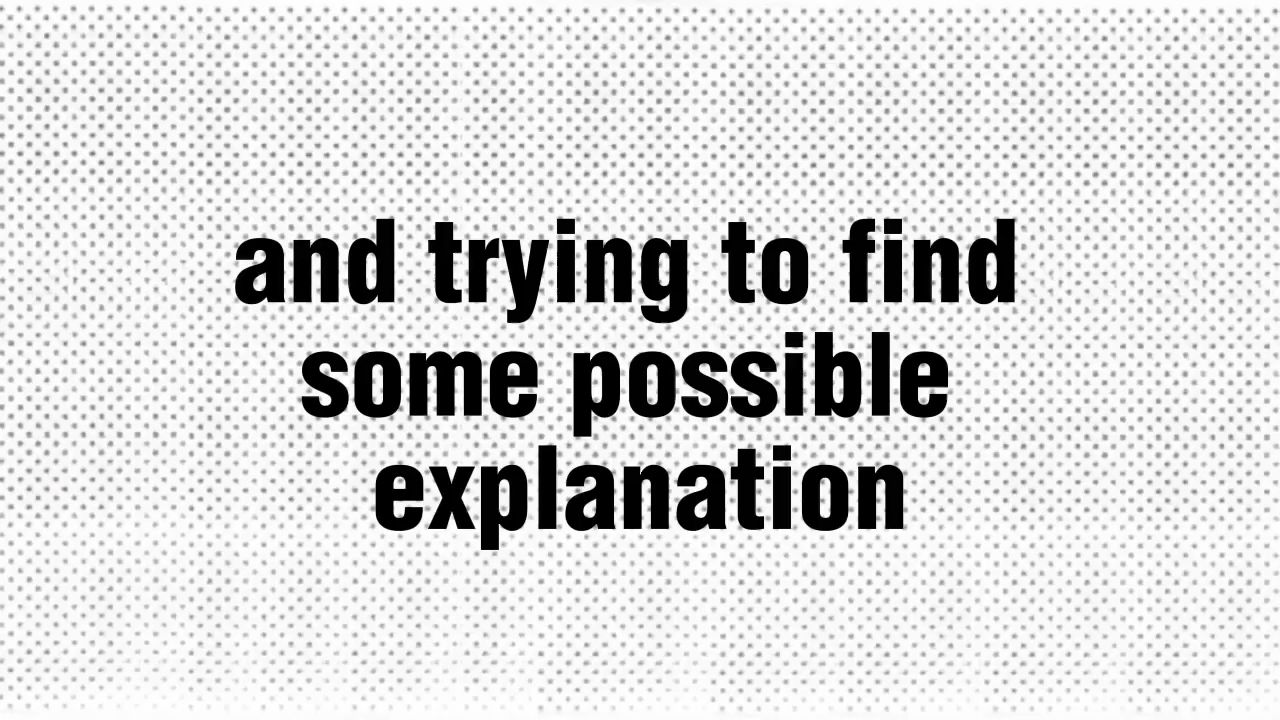 and trying to find
some possible
explanation